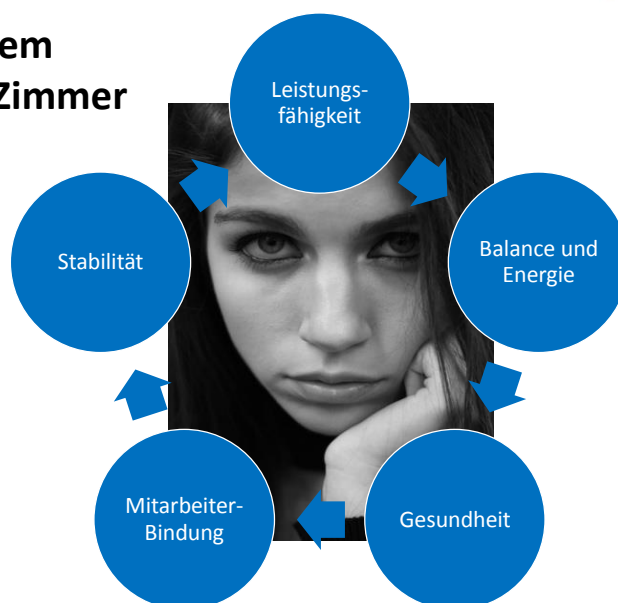 em
Zimmer
Leistungs-
fähigkeit
Balance und
Energie
Gesundheit
Mitarbeiter-
Bindung
Stabilität